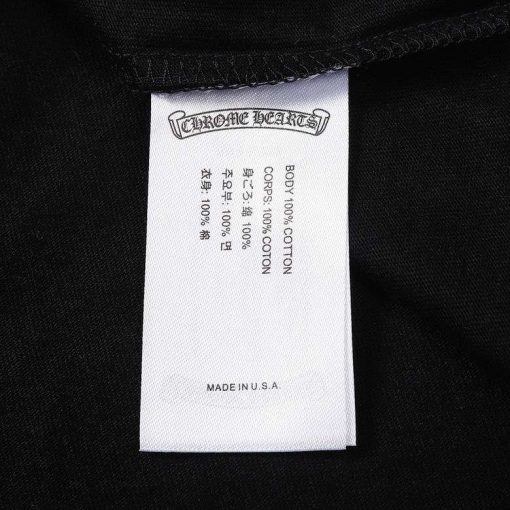 CHROME HEARTS
BODY 100% COTTON
CORPS: 100% COTON
身ごろ: 綿 100%
주요부: 100% 면
衣身: 100% 棉
MADE IN U.S.A.